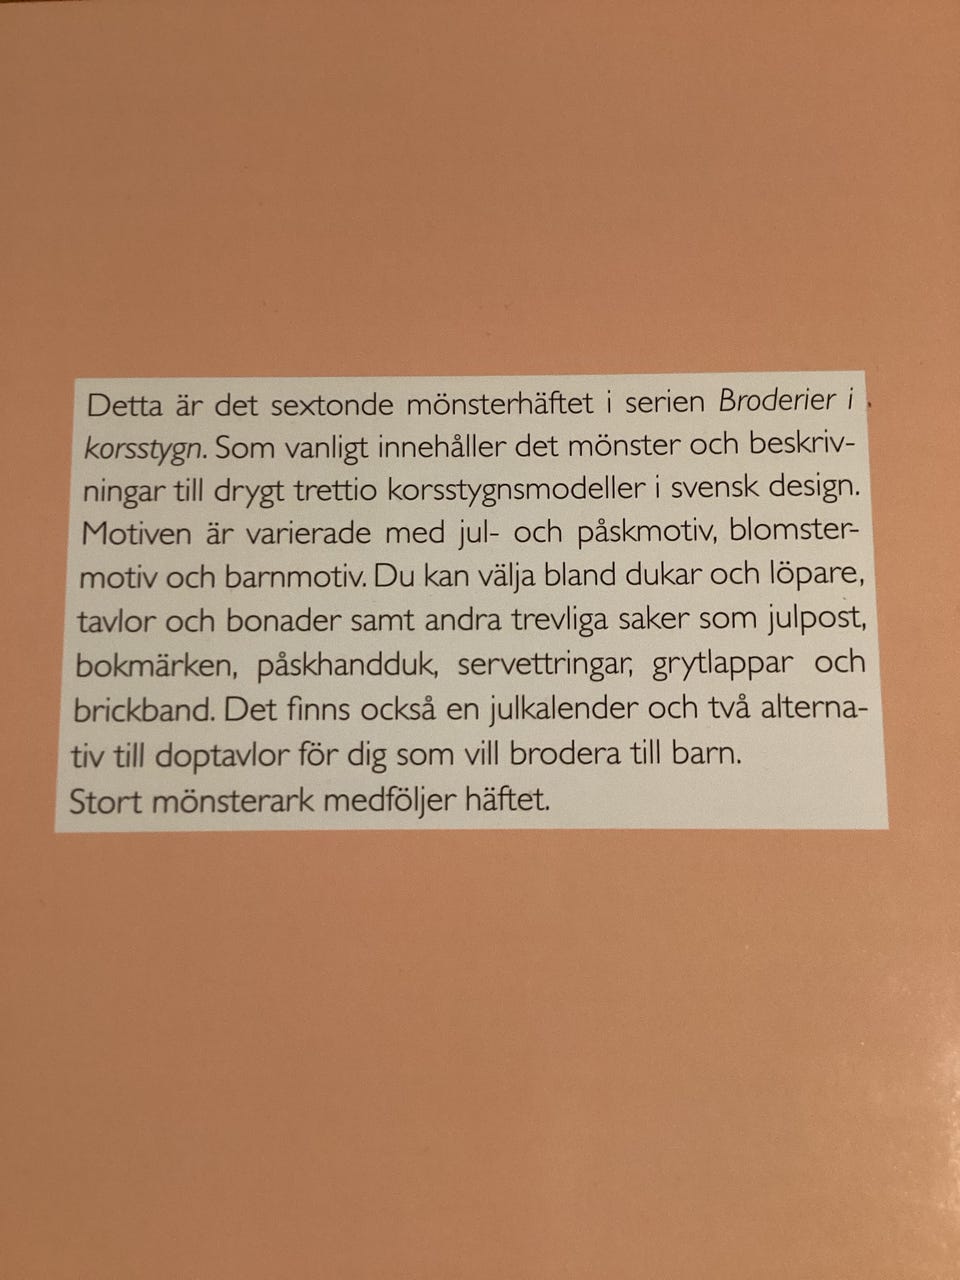 Detta är det sextonde mönsterhäftet i serien Broderier i
korsstygn. Som vanligt innehåller det mönster och beskriv-
ningar till drygt trettio korsstygnsmodeller i svensk design.
Motiven är varierade med jul- och påskmotiv, blomster-
motiv och barnmotiv. Du kan välja bland dukar och löpare,
tavlor och bonader samt andra trevliga saker som julpost,
bokmärken, påskhandduk, servettringar, grytlappar och
brickband. Det finns också en julkalender och två alterna-
tiv till doptavlor för dig som vill brodera till barn.
Stort mönsterark medföljer häftet.